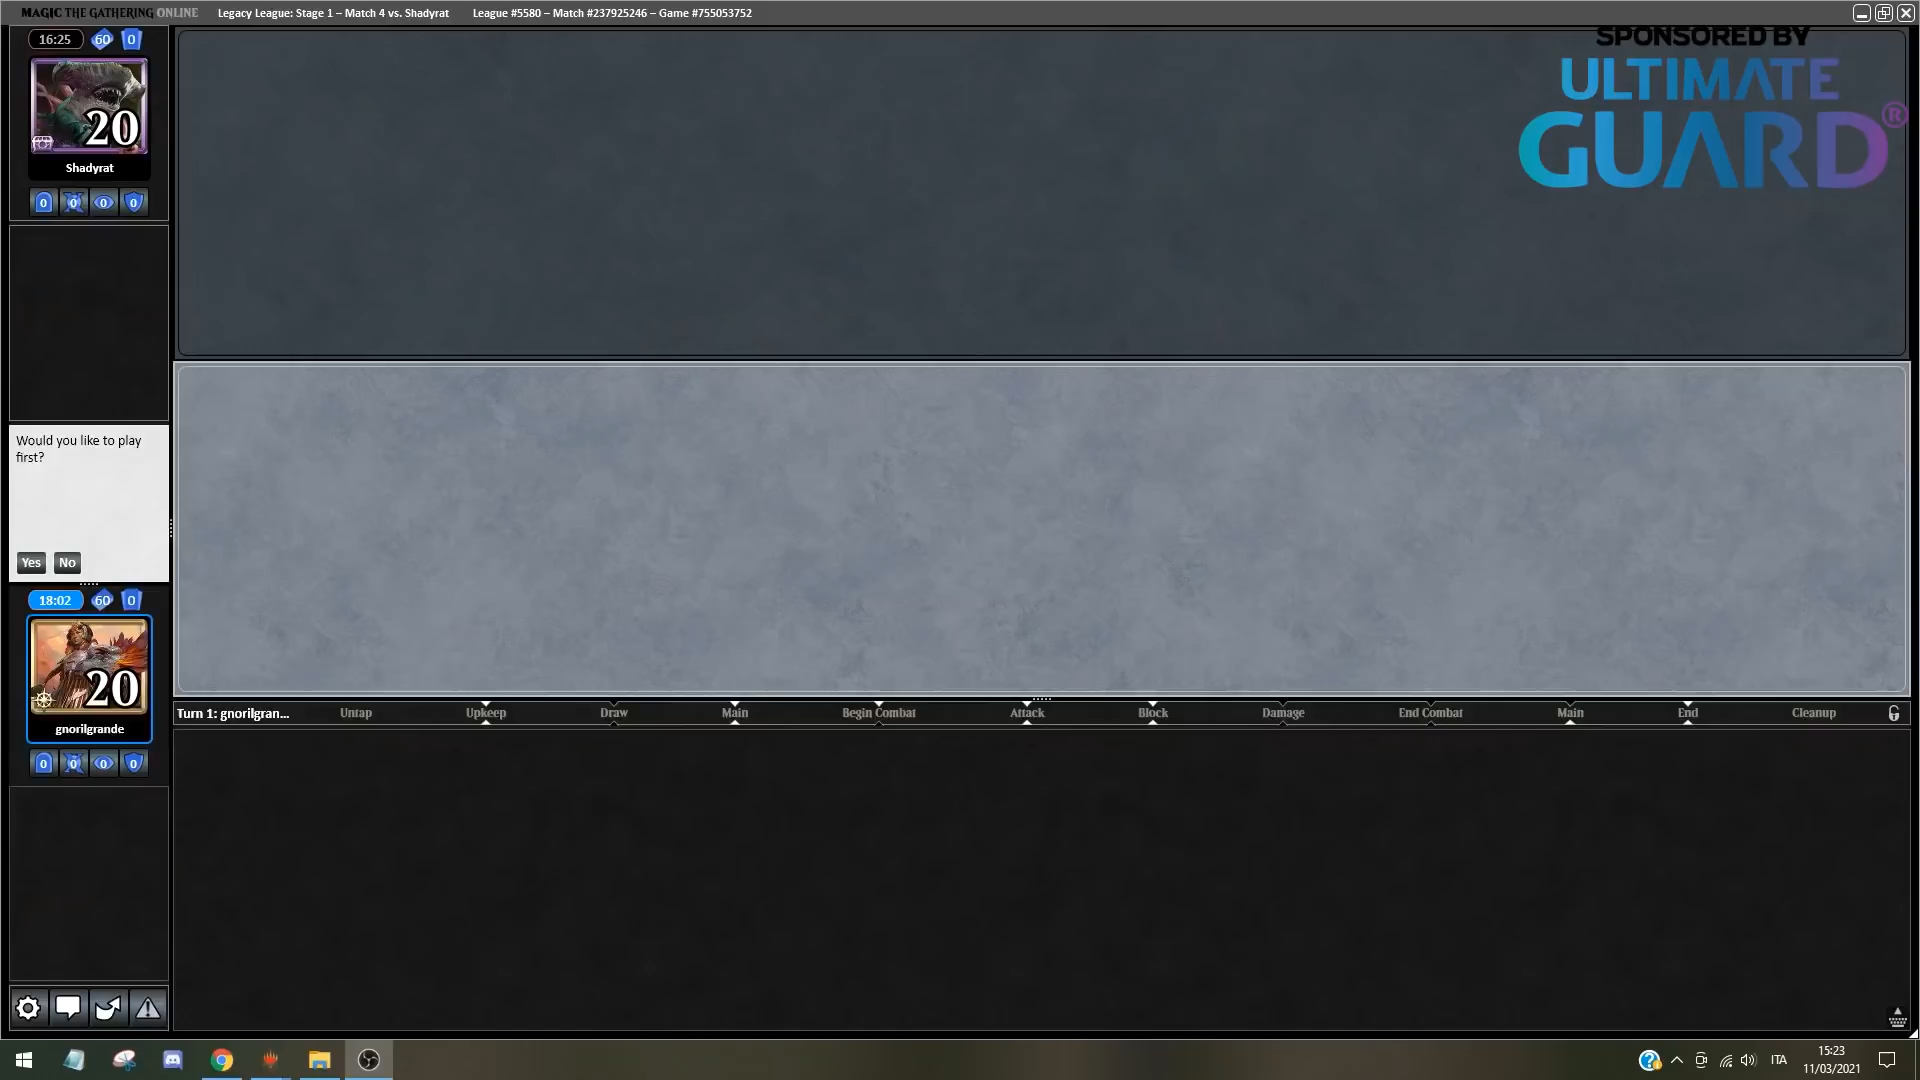 MAGIC THE GATHERING ONLINE Legacy League: Stage 1 – Match 4 vs. Shadyrat League #5580 – Match #237925246 – Game #755053752
16:25 60 0
20
Shadyrat
0 0 0 0
SPONSORED BY
ULTIMATE
GUARD®
Would you like to play
first?
Yes No
18:02 60 0
20
gnorilgrande
0 0 0 0
Turn 1: gnorilgran... Untap Upkeep Draw Main Begin Combat Attack Block Damage End Combat Main End Cleanup
ITA
15:23
11/03/2021